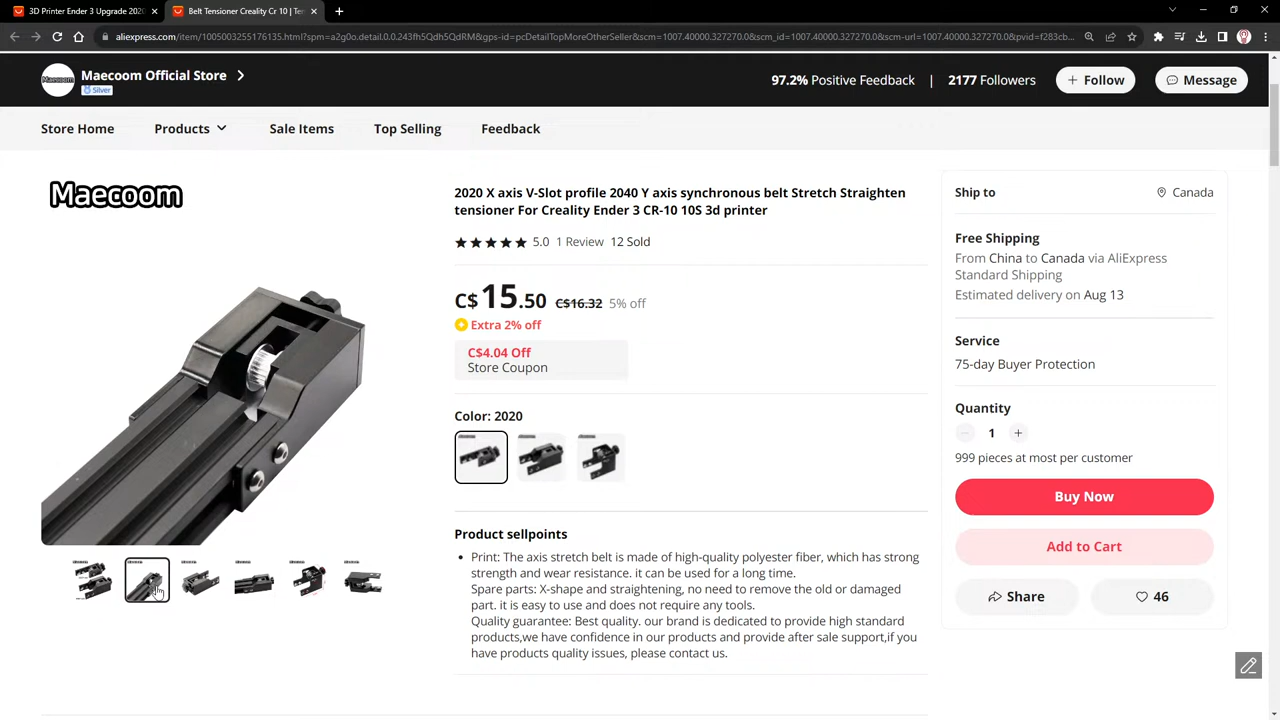 3D Printer Ender 3 Upgrade 2020
Belt Tensioner Creality Cr 10 | Ten
aliexpress.com/item/1005003255176135.html?spm=a2g0o.detail.0.0.243fh5Qdh5QdRM&gps-id=pcDetailTopMoreOtherSeller&scm=1007.40000.327270.0&scm_id=1007.40000.327270.0&scm-url=1007.40000.327270.0&pvid=f283cb...
Maecoom
Maecoom Official Store
Silver
97.2% Positive Feedback | 2177 Followers
+ Follow
Message
Store Home
Products
Sale Items
Top Selling
Feedback
Maecoom
2020 X axis V-Slot profile 2040 Y axis synchronous belt Stretch Straighten
tensioner For Creality Ender 3 CR-10 10S 3d printer
5.0 1 Review 12 Sold
C$15.50 C$16.32 5% off
Extra 2% off
C$4.04 Off
Store Coupon
Color: 2020
Product sellpoints
• Print: The axis stretch belt is made of high-quality polyester fiber, which has strong
strength and wear resistance. it can be used for a long time.
Spare parts: X-shape and straightening, no need to remove the old or damaged
part. it is easy to use and does not require any tools.
Quality guarantee: Best quality. our brand is dedicated to provide high standard
products,we have confidence in our products and provide after sale support,if you
have products quality issues, please contact us.
Ship to
Canada
Free Shipping
From China to Canada via AliExpress
Standard Shipping
Estimated delivery on Aug 13
Service
75-day Buyer Protection
Quantity
− 1 +
999 pieces at most per customer
Buy Now
Add to Cart
Share
46